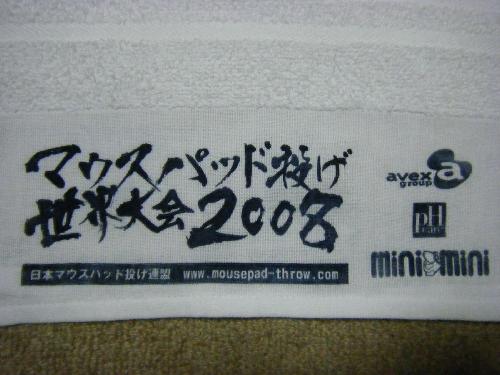 マウスパッド投げ
世界大会2008
日本マウスパッド投げ連盟 www.mousepad-throw.com
avex
group
a
pH
mini mini